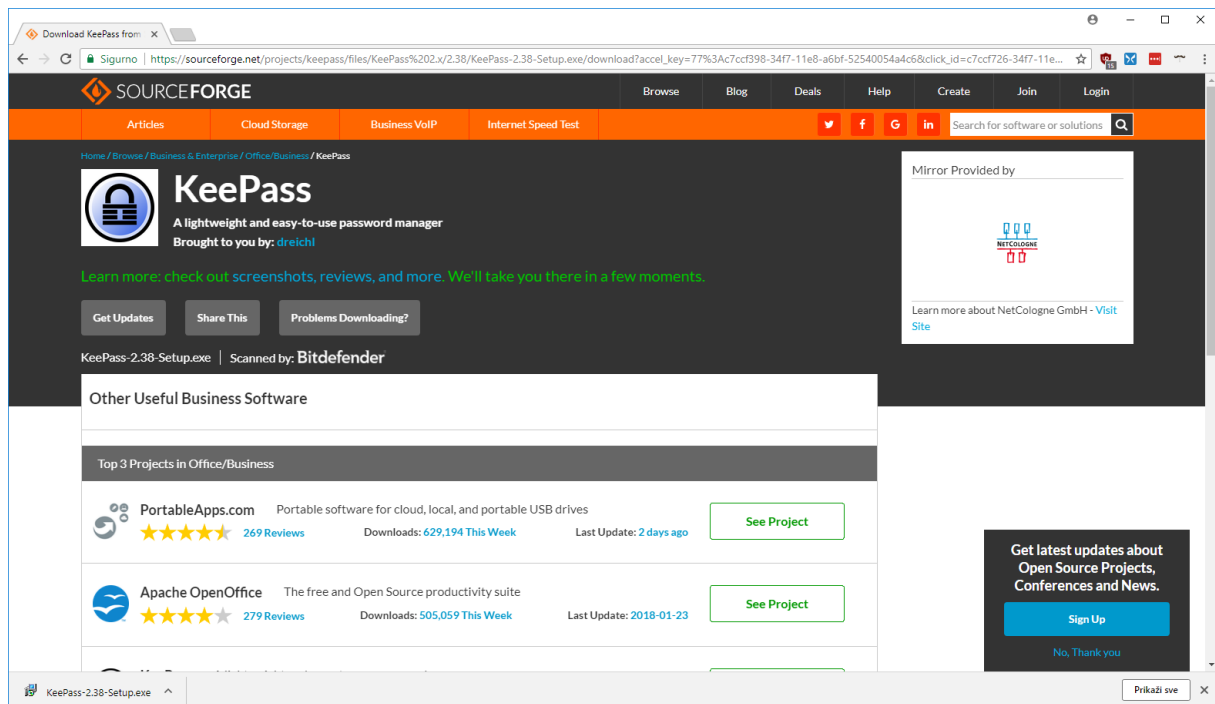 Download KeePass from
Sigurno | https://sourceforge.net/projects/keepass/files/KeePass%202.x/2.38/KeePass-2.38-Setup.exe/download?accel_key=77%3Ac7ccf398-34f7-11e8-a6bf-52540054a4c6&click_id=c7ccf726-34f7-11e...
15
SOURCEFORGE
Browse Blog Deals Help Create Join Login
Articles Cloud Storage Business VoIP Internet Speed Test
f G in Search for software or solutions
Home / Browse / Business & Enterprise / Office/Business / KeePass
KeePass
A lightweight and easy-to-use password manager
Brought to you by: dreichl
Learn more: check out screenshots, reviews, and more. We'll take you there in a few moments.
Get Updates Share This Problems Downloading?
KeePass-2.38-Setup.exe | Scanned by: Bitdefender
Mirror Provided by
NETCOLOGNE
Learn more about NetCologne GmbH - Visit
Site
Other Useful Business Software
Top 3 Projects in Office/Business
PortableApps.com Portable software for cloud, local, and portable USB drives
269 Reviews Downloads: 629,194 This Week Last Update: 2 days ago
See Project
Apache OpenOffice The free and Open Source productivity suite
279 Reviews Downloads: 505,059 This Week Last Update: 2018-01-23
See Project
Get latest updates about
Open Source Projects,
Conferences and News.
Sign Up
No, Thank you
KeePass-2.38-Setup.exe
Prikaži sve